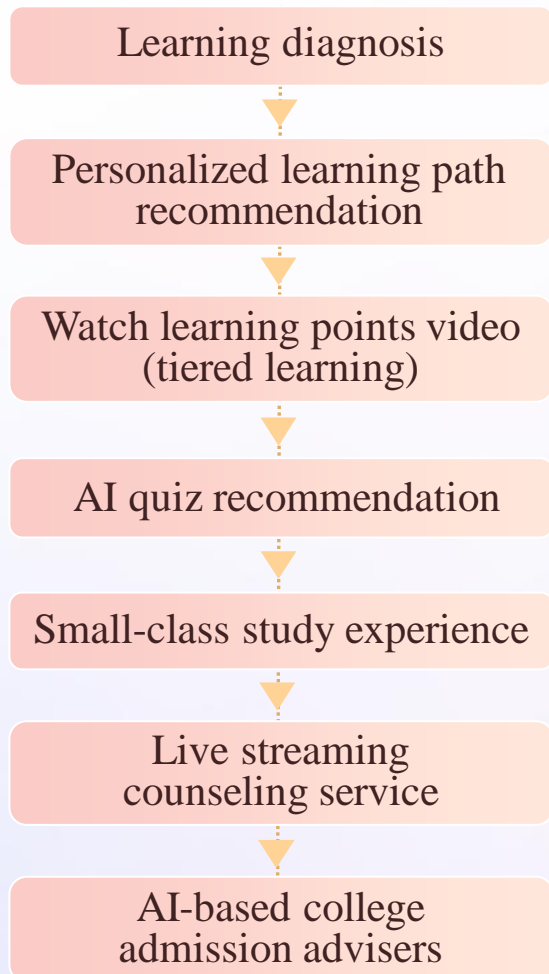 Learning diagnosis
Personalized learning path
recommendation
Watch learning points video
(tiered learning)
AI quiz recommendation
Small-class study experience
Live streaming
counseling service
AI-based college
admission advisers